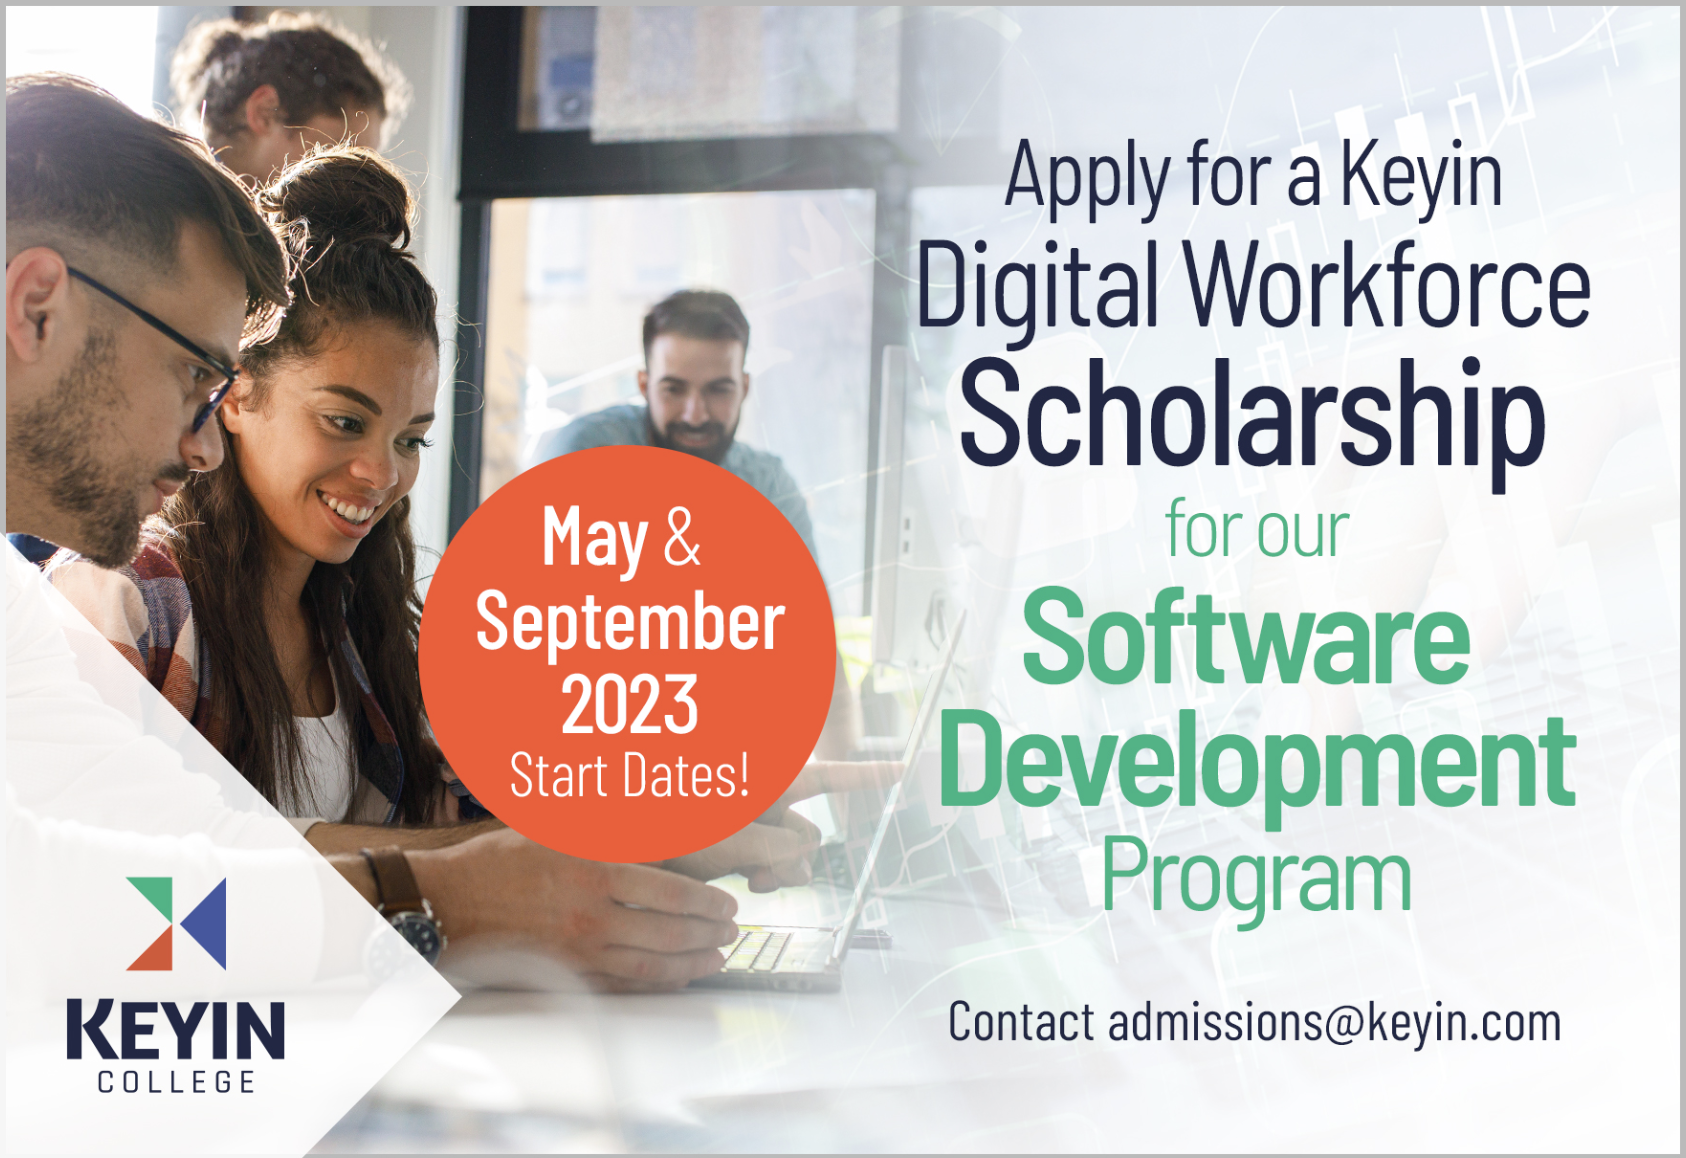 Apply for a Keyin
Digital Workforce
Scholarship
for our
Software
Development
Program
Contact admissions@keyin.com
May &
September
2023
Start Dates!
KEYIN
COLLEGE